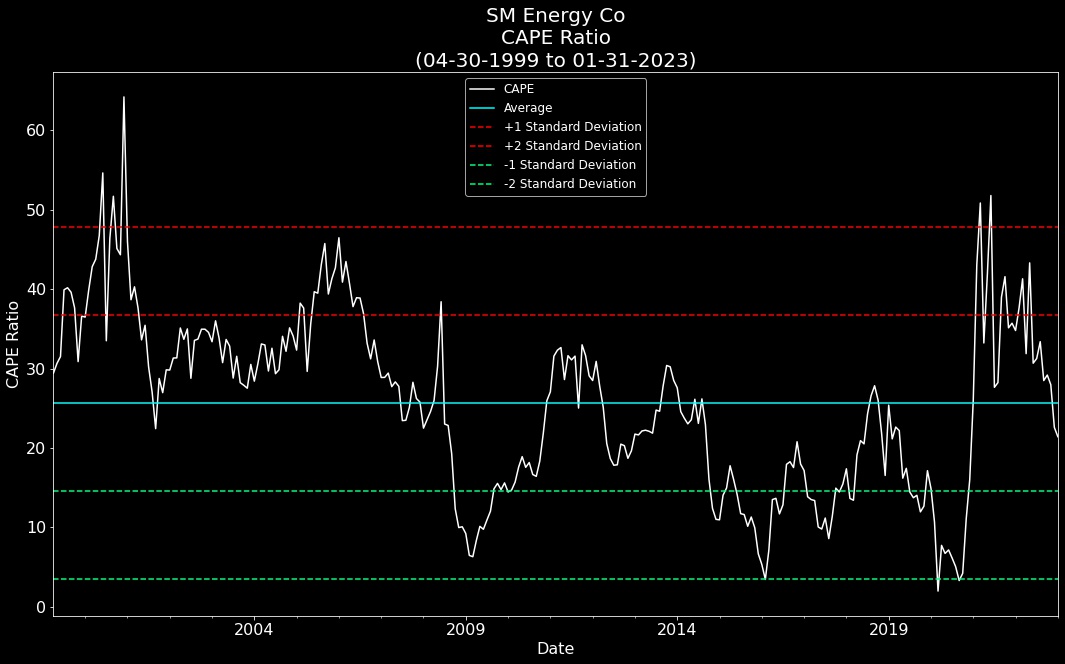 SM Energy Co
CAPE Ratio
(04-30-1999 to 01-31-2023)
CAPE
Average
+1 Standard Deviation
+2 Standard Deviation
-1 Standard Deviation
-2 Standard Deviation
CAPE Ratio
60
50
40
30
20
10
0
2004
2009
2014
2019
Date